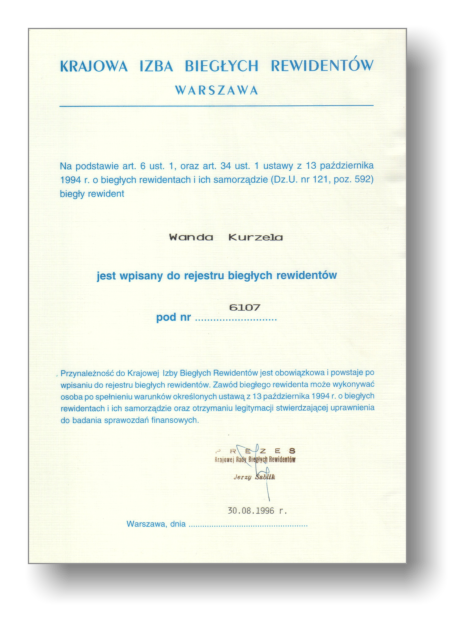 KRAJOWA IZBA BIEGŁYCH REWIDENTÓW
WARSZAWA
Na podstawie art. 6 ust. 1, oraz art. 34 ust. 1 ustawy z 13 października
1994 r. o biegłych rewidentach i ich samorządzie (Dz.U. nr 121, poz. 592)
biegły rewident
Wanda Kurzela
jest wpisany do rejestru biegłych rewidentów
pod nr 6107
Przynależność do Krajowej Izby Biegłych Rewidentów jest obowiązkowa i powstaje po
wpisaniu do rejestru biegłych rewidentów. Zawód biegłego rewidenta może wykonywać
osoba po spełnieniu warunków określonych ustawą z 13 października 1994 r. o biegłych
rewidentach i ich samorządzie oraz otrzymaniu legitymacji stwierdzającej uprawnienia
do badania sprawozdań finansowych.
Krajowej Rady Biegłych Rewidentów
Jerzy
30.08.1996 r.
Warszawa, dnia